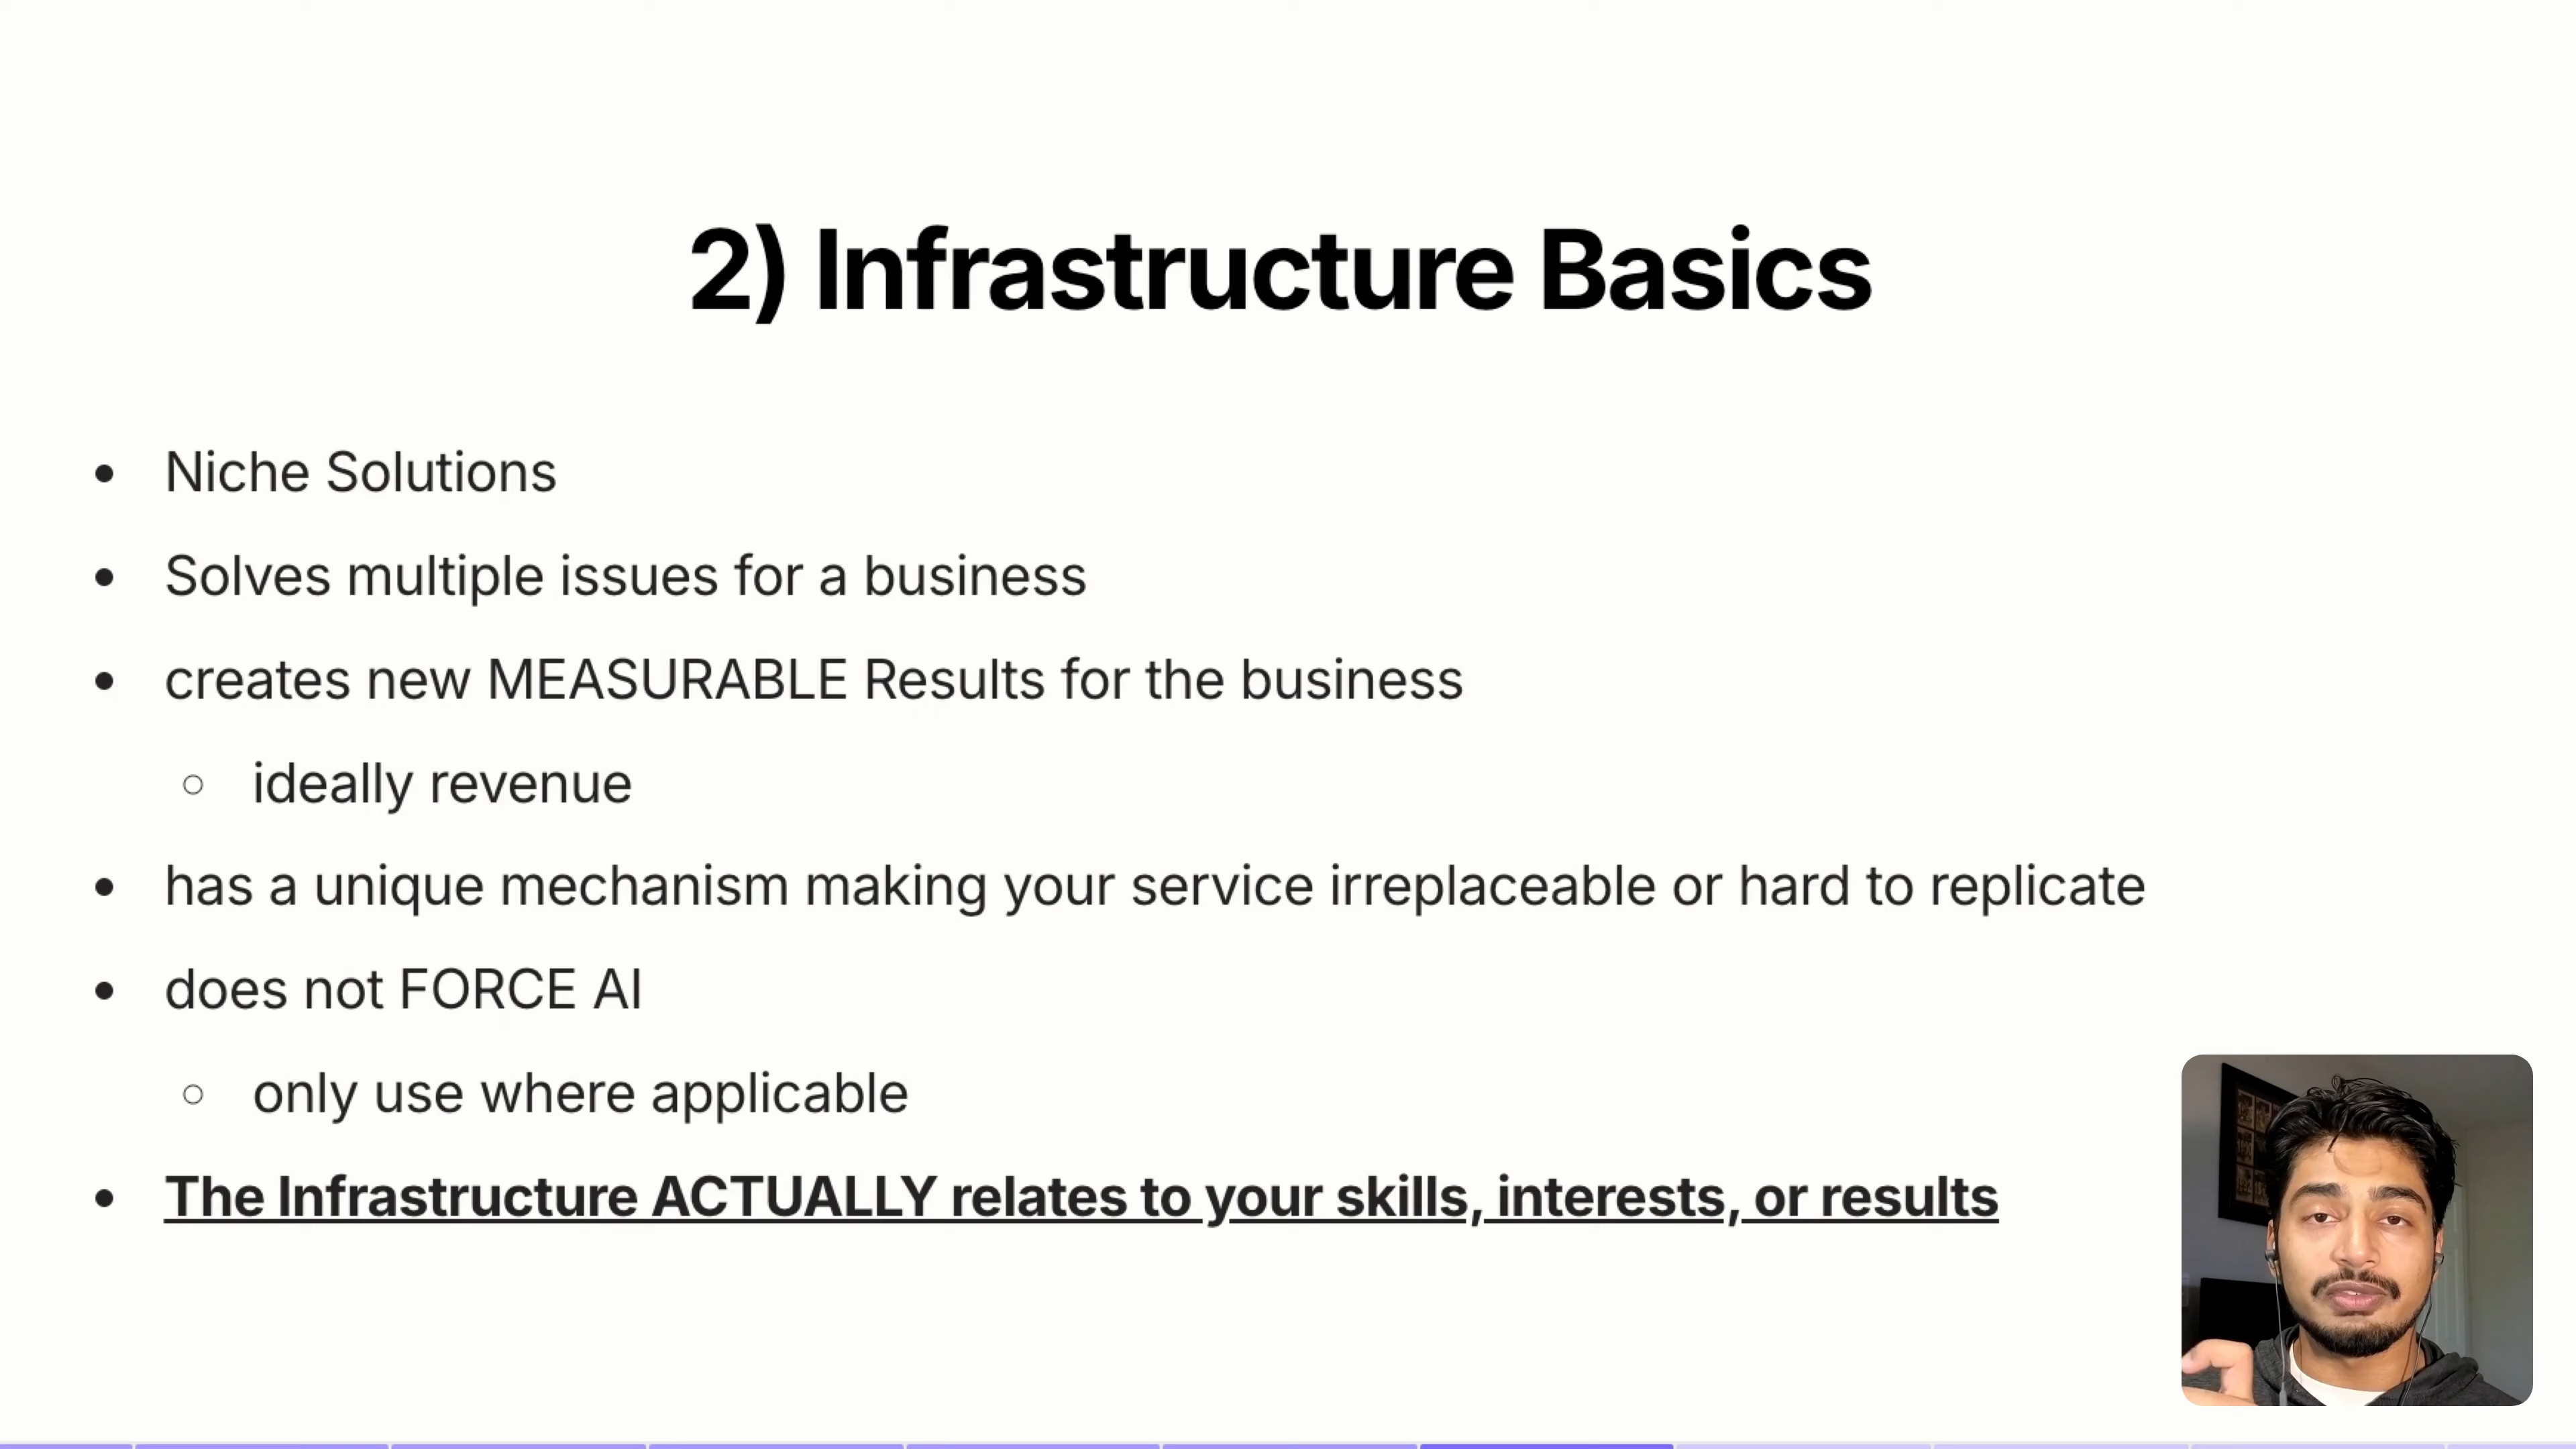 2) Infrastructure Basics
Niche Solutions
Solves multiple issues for a business
creates new MEASURABLE Results for the business
ideally revenue
has a unique mechanism making your service irreplaceable or hard to replicate
does not FORCE AI
only use where applicable
The Infrastructure ACTUALLY relates to your skills, interests, or results